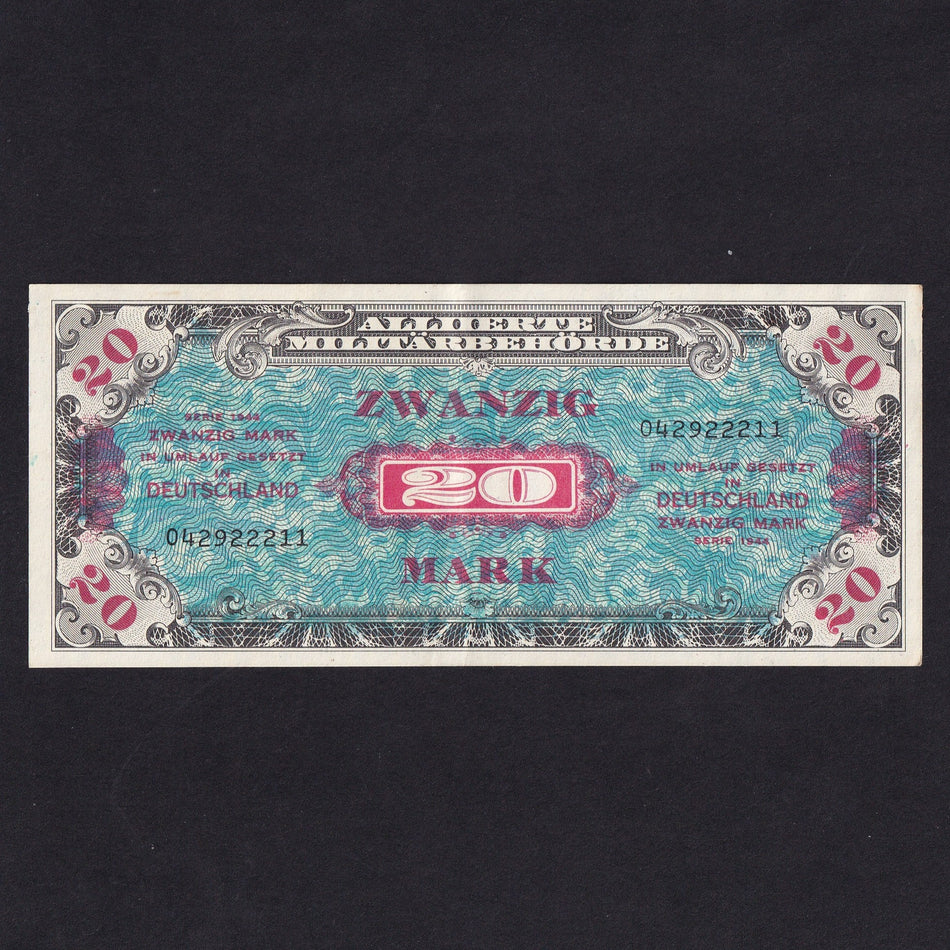 20
ALLIIERTE
MILITÄRBEHÖRDE
20
ZWANZIG
SERIE 1944
ZWANZIG MARK
IN UMLAUF GESETZT
IN
DEUTSCHLAND
042922211
20
042922211
IN UMLAUF GESETZT
IN
DEUTSCHLAND
ZWANZIG MARK
SERIE 1944
MARK
20
20